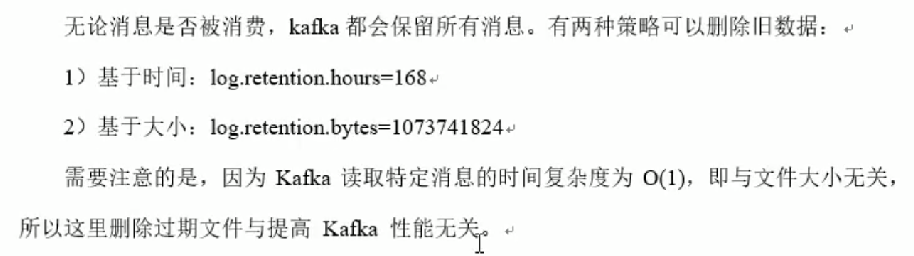 无论消息是否被消费，kafka 都会保留所有消息。有两种策略可以删除旧数据：
1）基于时间：log.retention.hours=168
2）基于大小：log.retention.bytes=1073741824
需要注意的是，因为 Kafka 读取特定消息的时间复杂度为 O(1)，即与文件大小无关，
所以这里删除过期文件与提高 Kafka 性能无关。